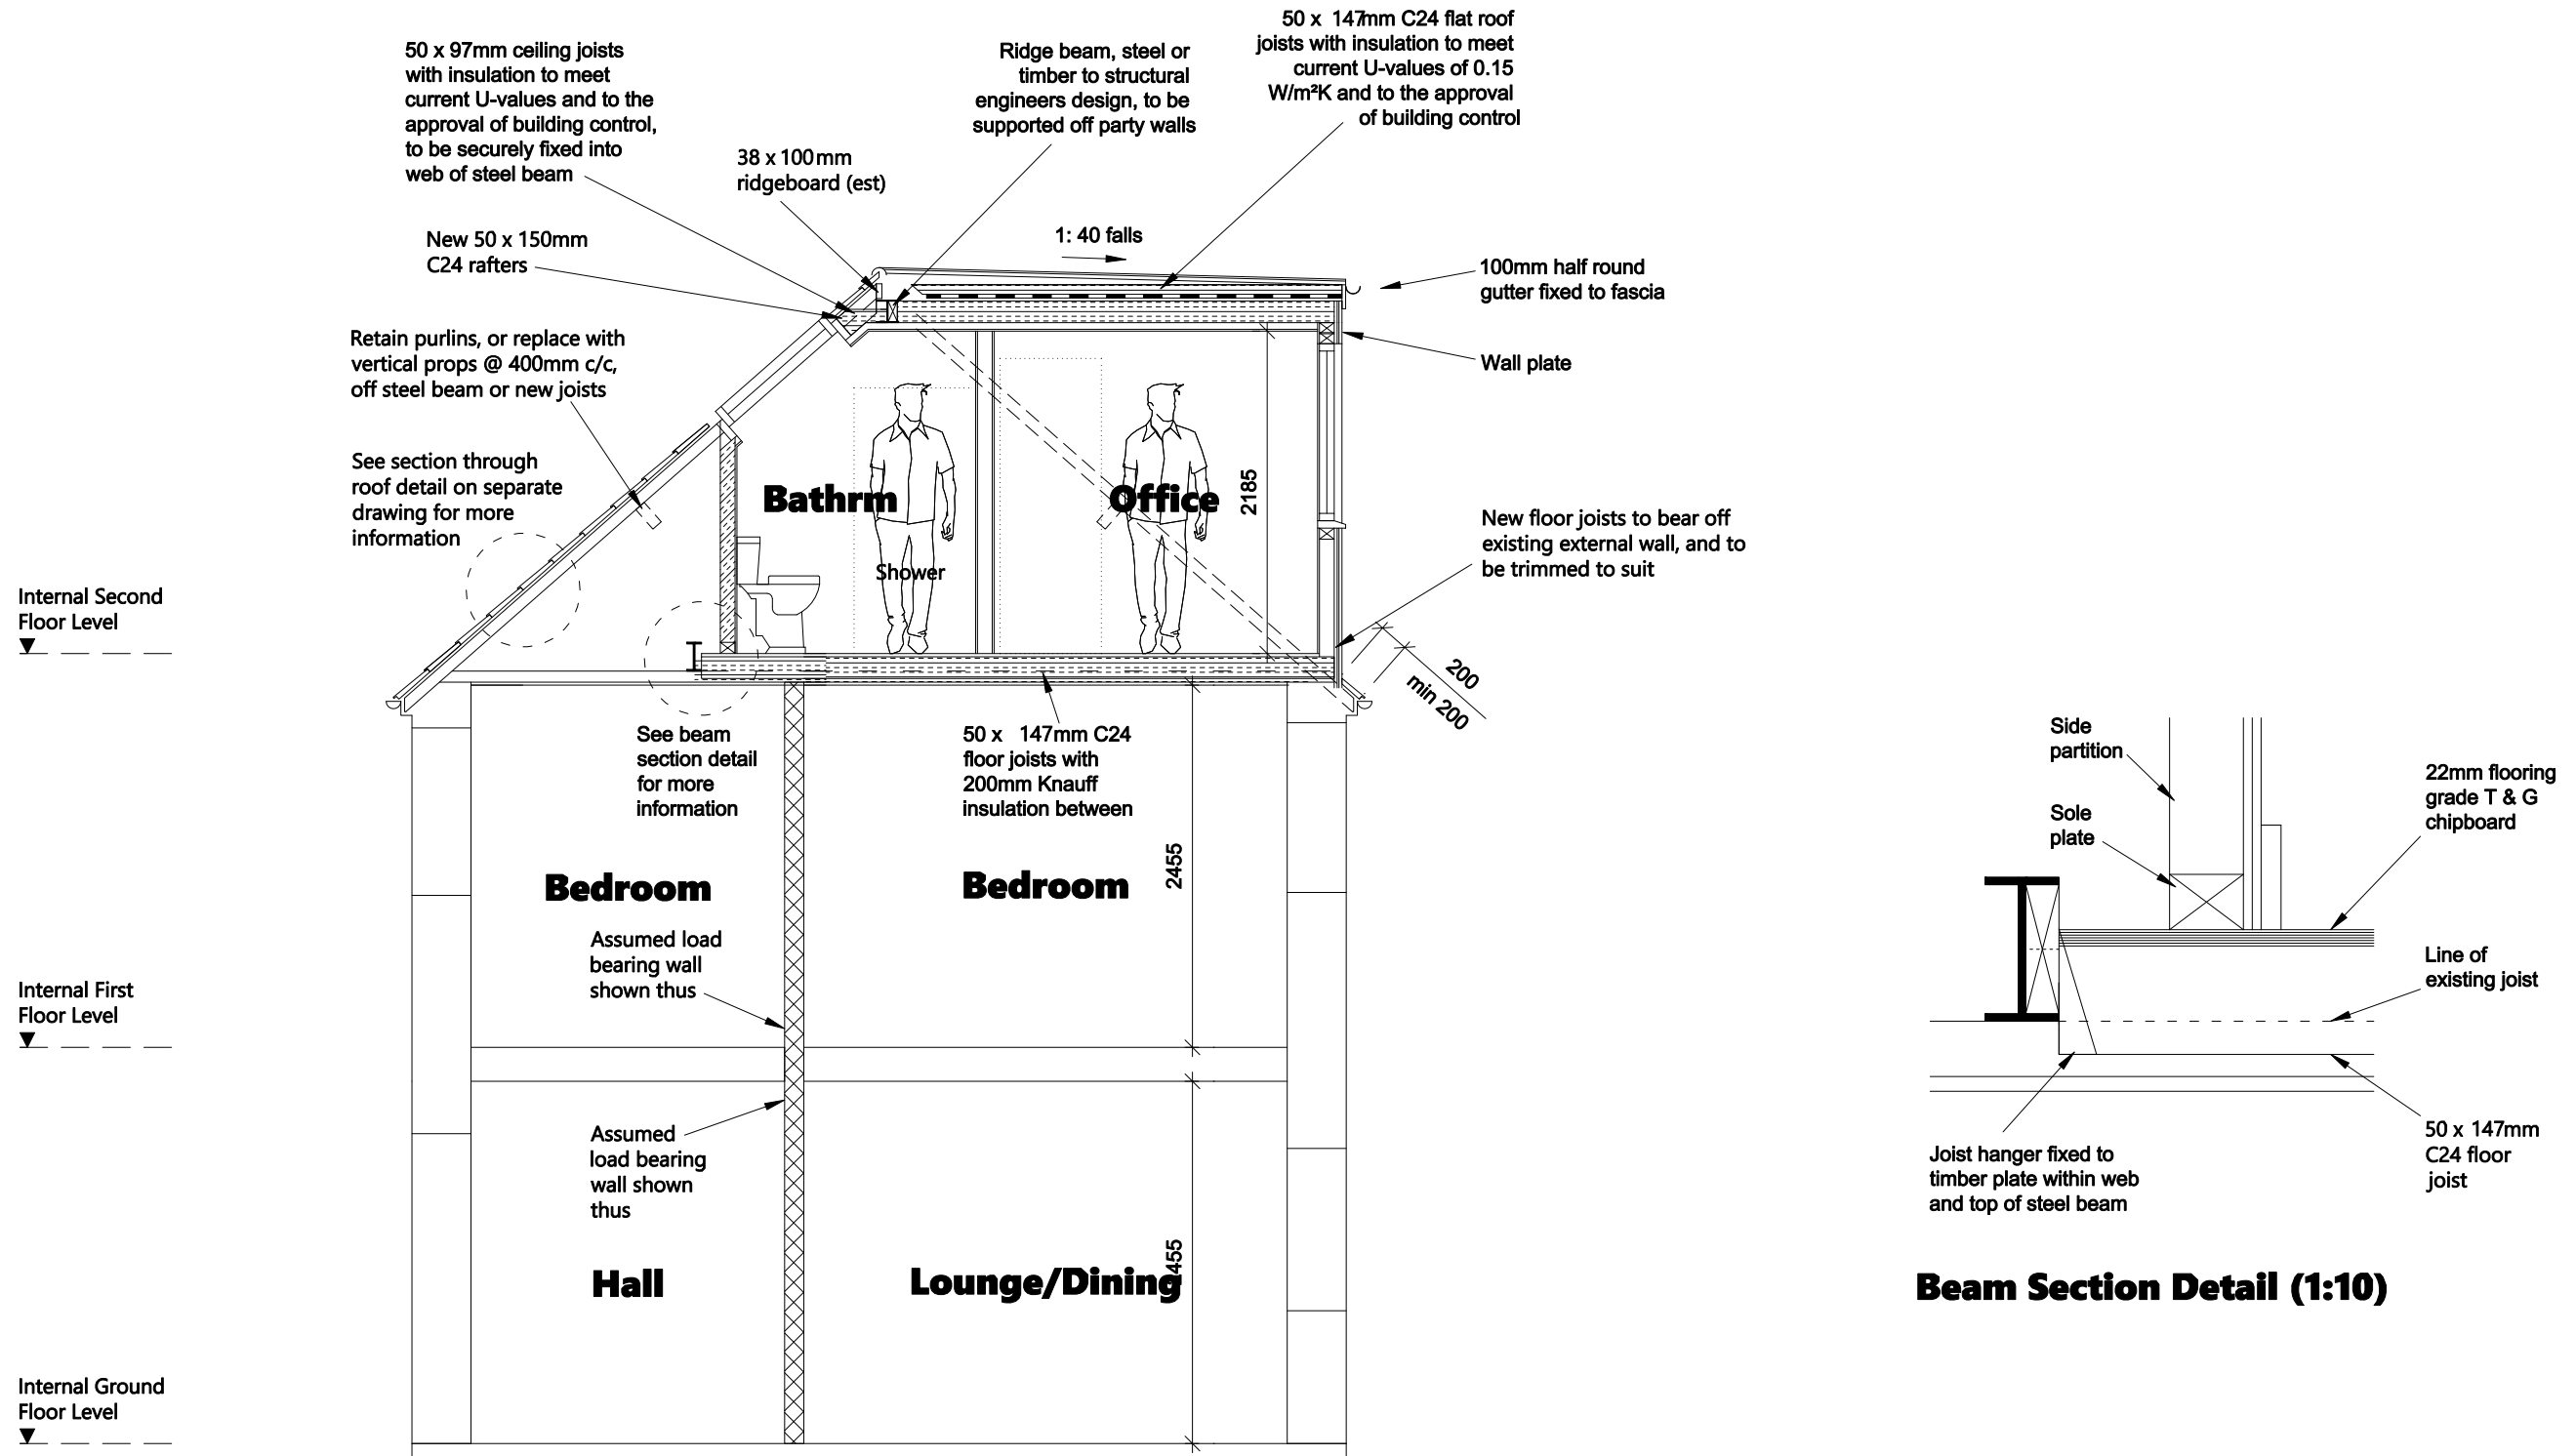 50 x 97mm ceiling joists
with insulation to meet
current U-values and to the
approval of building control,
to be securely fixed into
web of steel beam
38 x 100mm
ridgeboard (est)
Ridge beam, steel or
timber to structural
engineers design, to be
supported off party walls
50 x 147mm C24 flat roof
joists with insulation to meet
current U-values of 0.15
W/m²K and to the approval
of building control
New 50 x 150mm
C24 rafters
1: 40 falls
100mm half round
gutter fixed to fascia
Retain purlins, or replace with
vertical props @ 400mm c/c,
off steel beam or new joists
Wall plate
See section through
roof detail on separate
drawing for more
information
Bathrm
Office
2185
Shower
New floor joists to bear off
existing external wall, and to
be trimmed to suit
Internal Second
Floor Level
200
min 200
See beam
section detail
for more
information
50 x 147mm C24
floor joists with
200mm Knauff
insulation between
Bedroom
Bedroom
2455
Assumed load
bearing wall
shown thus
Internal First
Floor Level
Assumed
load bearing
wall shown
thus
Hall
Lounge/Dining
2455
Internal Ground
Floor Level
Side
partition
Sole
plate
22mm flooring
grade T & G
chipboard
Line of
existing joist
50 x 147mm
C24 floor
joist
Joist hanger fixed to
timber plate within web
and top of steel beam
Beam Section Detail (1:10)